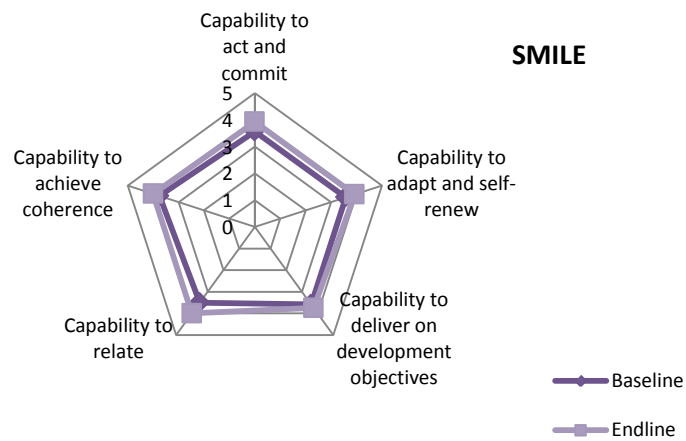 Capability to
act and
commit
SMILE
5
4
3
2
1
0
Capability to
adapt and self-
renew
Capability to
deliver on
development
objectives
Capability to
relate
Capability to
achieve
coherence
Baseline
Endline